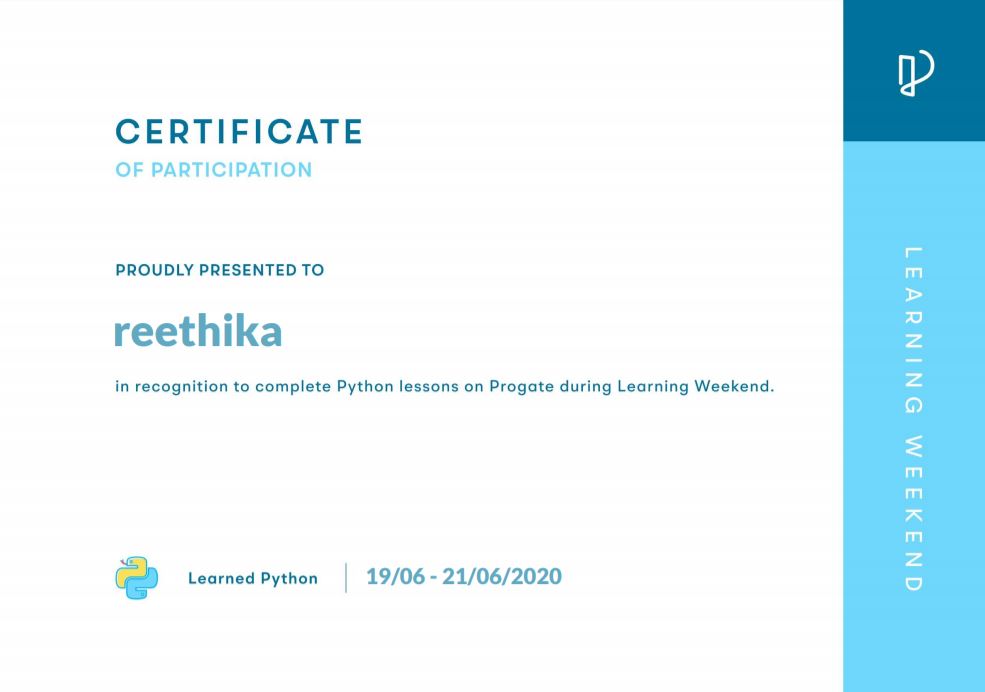 CERTIFICATE
OF PARTICIPATION
PROUDLY PRESENTED TO
reethika
in recognition to complete Python lessons on Progate during Learning Weekend.
Learned Python
19/06 - 21/06/2020
LEARNING WEEKEND